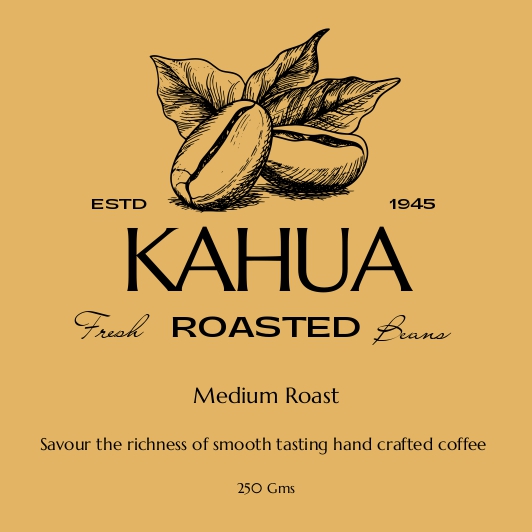 ESTD 1945
KAHUA
Fresh ROASTED Beans
Medium Roast
Savour the richness of smooth tasting hand crafted coffee
250 Gms